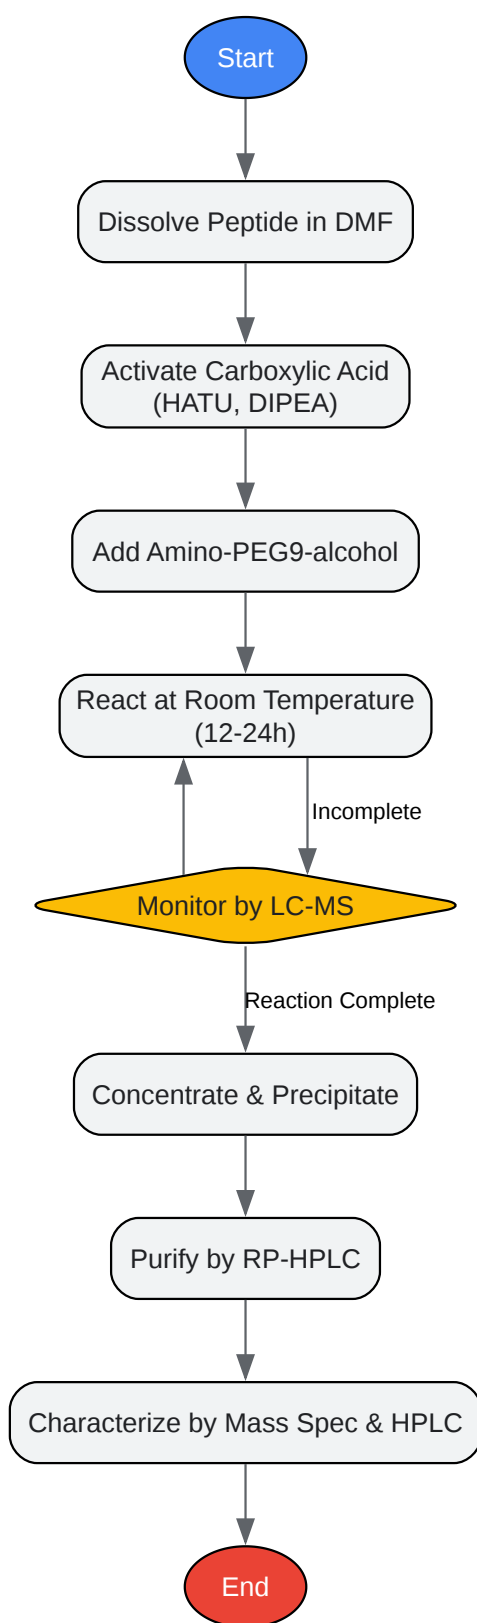 Start
Dissolve Peptide in DMF
Activate Carboxylic Acid
(HATU, DIPEA)
Add Amino-PEG9-alcohol
React at Room Temperature
(12-24h)
Incomplete
Monitor by LC-MS
Reaction Complete
Concentrate & Precipitate
Purify by RP-HPLC
Characterize by Mass Spec & HPLC
End